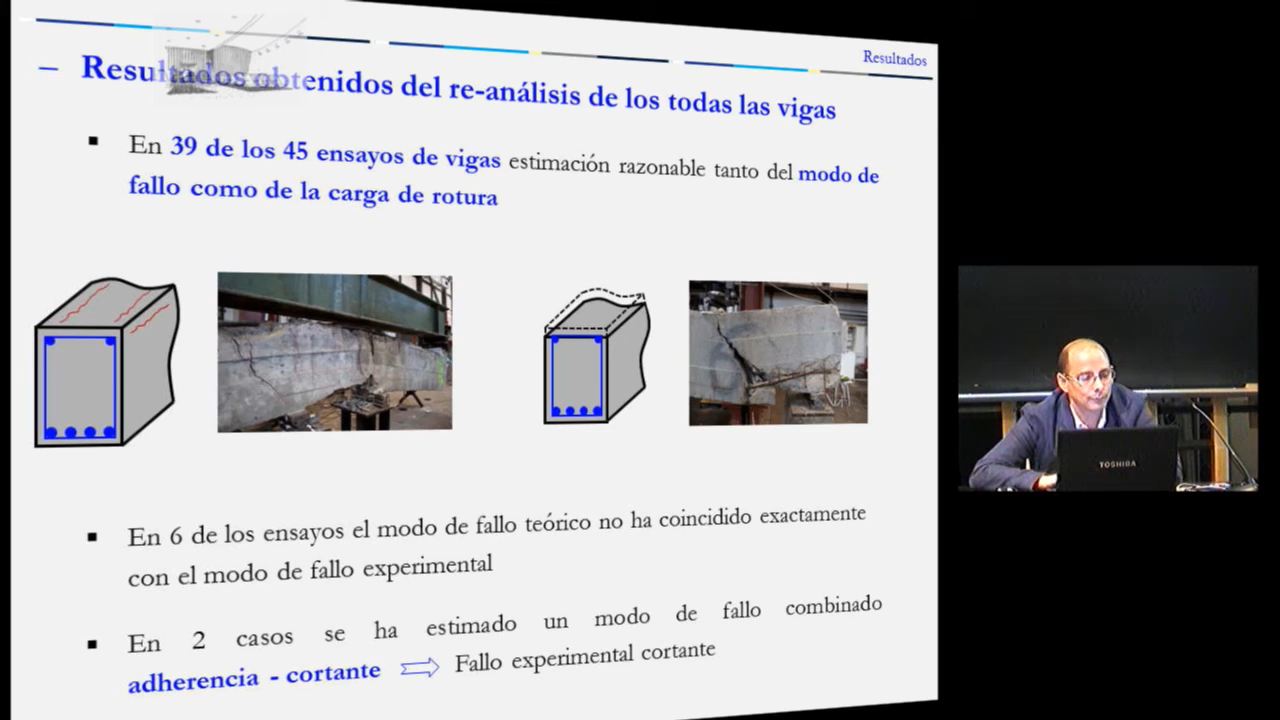 Resultados
– Resultados obtenidos del re-análisis de los todas las vigas
▪ En 39 de los 45 ensayos de vigas estimación razonable tanto del modo de
fallo como de la carga de rotura
▪ En 6 de los ensayos el modo de fallo teórico no ha coincidido exactamente
con el modo de fallo experimental
▪ En 2 casos se ha estimado un modo de fallo combinado
adherencia - cortante ⇨ Fallo experimental cortante
TOSHIBA